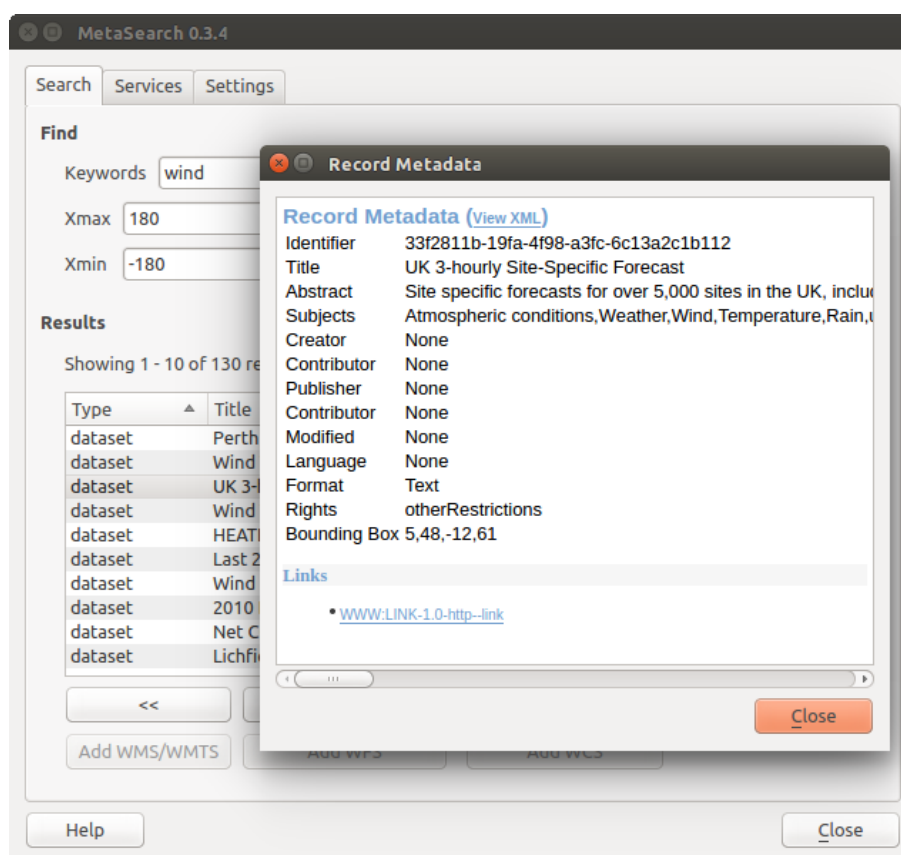 MetaSearch 0.3.4
Search Services Settings
Find
Keywords wind
Xmax 180
Xmin -180
Results
Showing 1 - 10 of 130 re
Type Title
dataset Perth
dataset Wind
dataset UK 3-
dataset Wind
dataset HEAT
dataset Last 2
dataset Wind
dataset 2010
dataset Net C
dataset Lichfi
<<
Add WMS/WMTS Add WFS Add WCS
Help Close
Record Metadata
Record Metadata (View XML)
Identifier 33f2811b-19fa-4f98-a3fc-6c13a2c1b112
Title UK 3-hourly Site-Specific Forecast
Abstract Site specific forecasts for over 5,000 sites in the UK, includ
Subjects Atmospheric conditions,Weather,Wind,Temperature,Rain,u
Creator None
Contributor None
Publisher None
Contributor None
Modified None
Language None
Format Text
Rights otherRestrictions
Bounding Box 5,48,-12,61
Links
WWW:LINK-1.0-http--link
Close